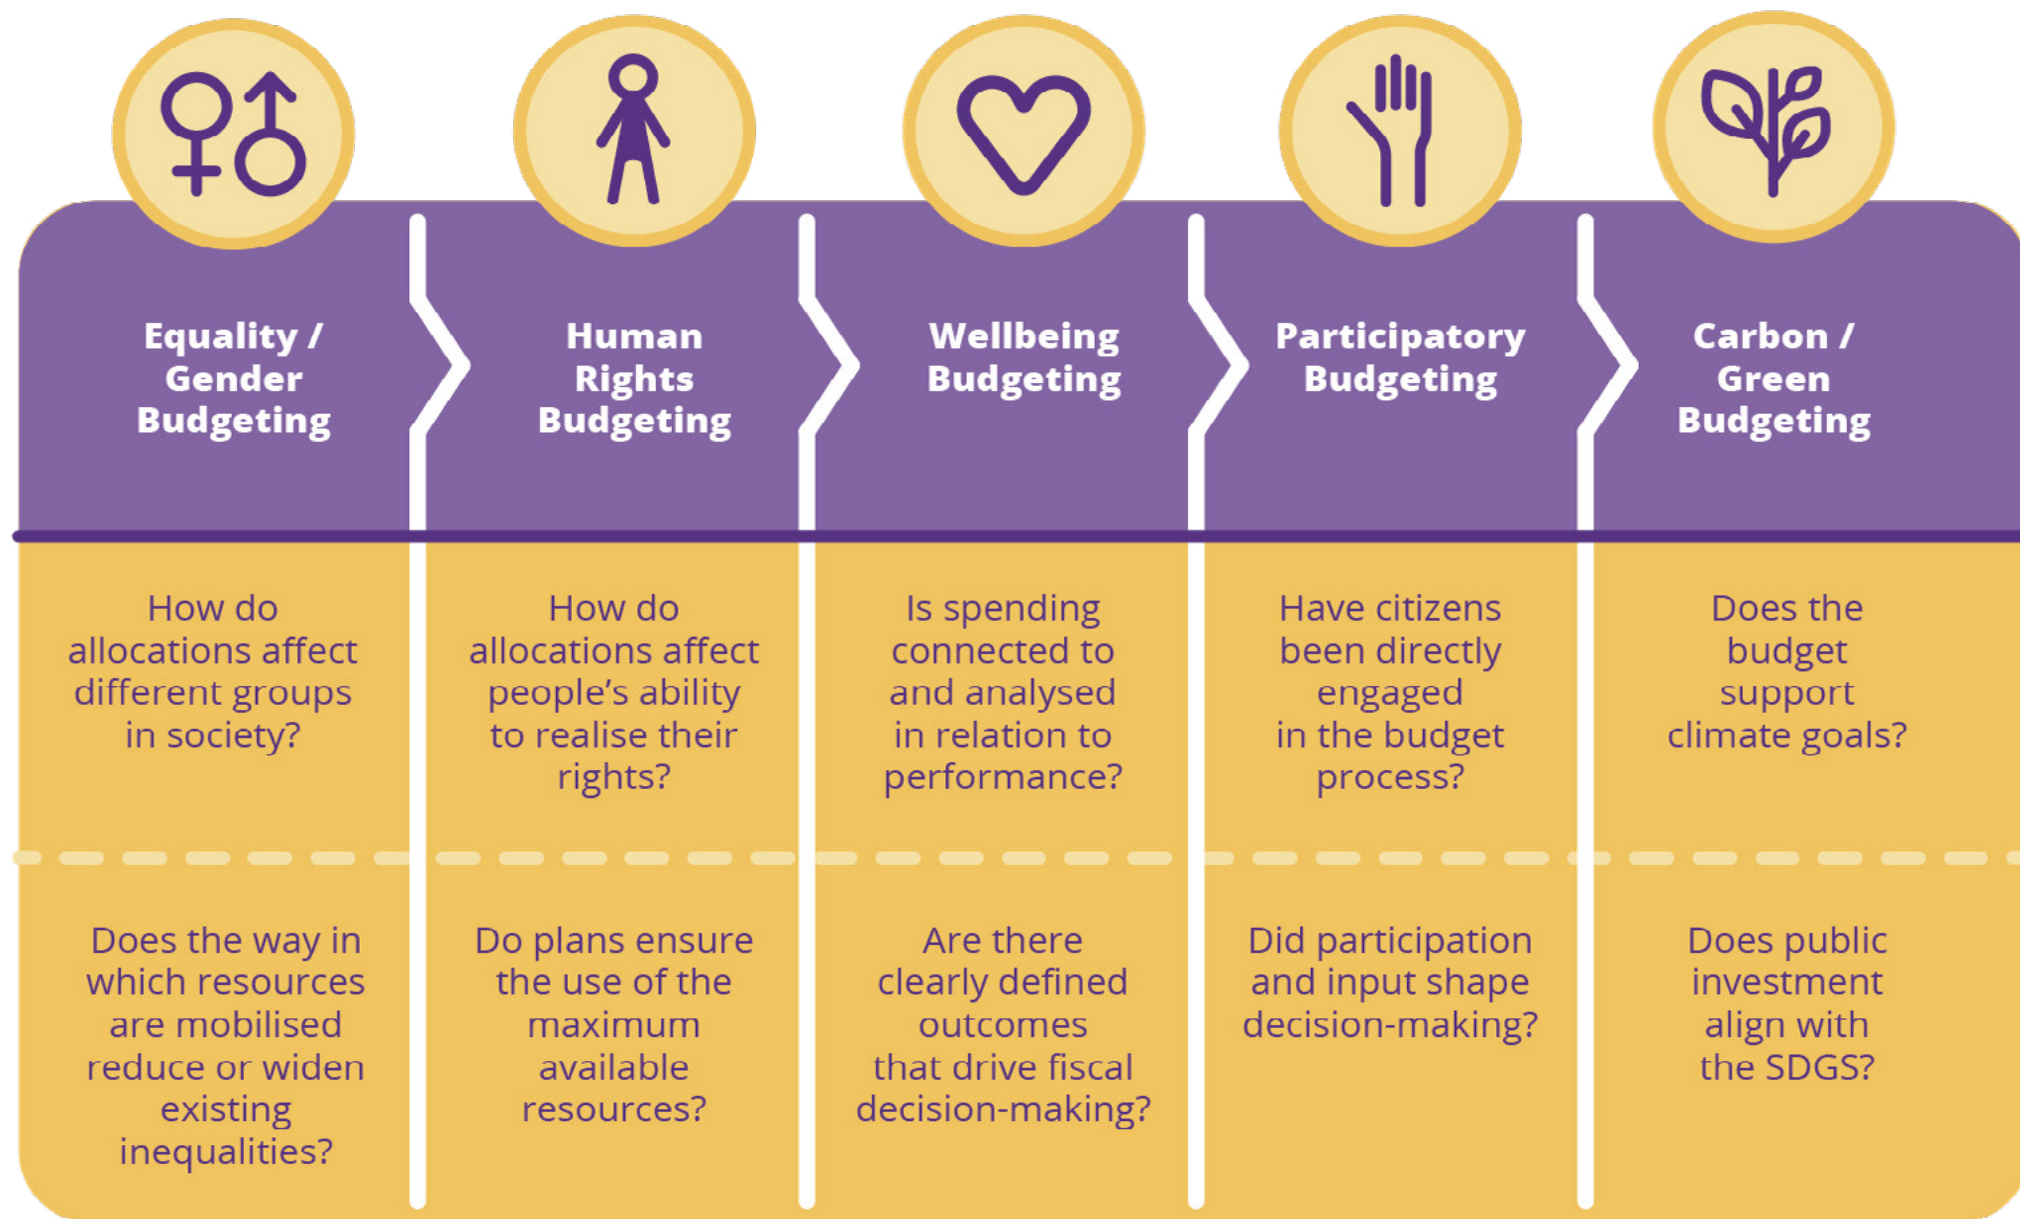 Equality /
Gender
Budgeting
Human
Rights
Budgeting
Wellbeing
Budgeting
Participatory
Budgeting
Carbon /
Green
Budgeting
How do
allocations affect
different groups
in society?
How do
allocations affect
people’s ability
to realise their
rights?
Is spending
connected to
and analysed
in relation to
performance?
Have citizens
been directly
engaged
in the budget
process?
Does the
budget
support
climate goals?
Does the way in
which resources
are mobilised
reduce or widen
existing
inequalities?
Do plans ensure
the use of the
maximum
available
resources?
Are there
clearly defined
outcomes
that drive fiscal
decision-making?
Did participation
and input shape
decision-making?
Does public
investment
align with
the SDGS?